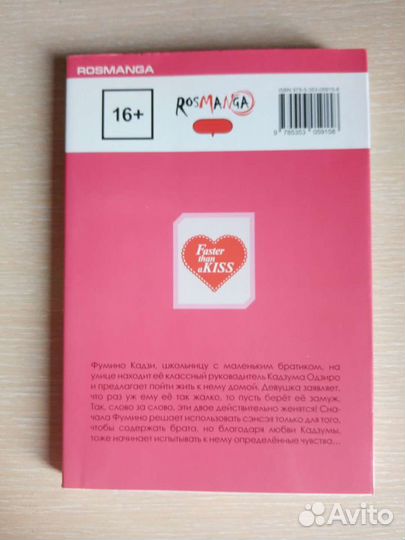 ROSMANGA
16+
ROSMANGA
ISBN 978-5-353-05915-8
9 785353 059158
Faster
than
a KISS
Фумино Кадзи, школьницу с маленьким братиком, на
улице находит её классный руководитель Кадзума Одзиро
и предлагает пойти жить к нему домой. Девушка заявляет,
что раз уж ему её так жалко, то пусть берёт её замуж.
Так, слово за слово, эти двое действительно женятся! Сна-
чала Фумино решает использовать сэнсэя только для того,
чтобы содержать брата, но благодаря любви Кадзумы,
тоже начинает испытывать к нему определённые чувства...
Avito